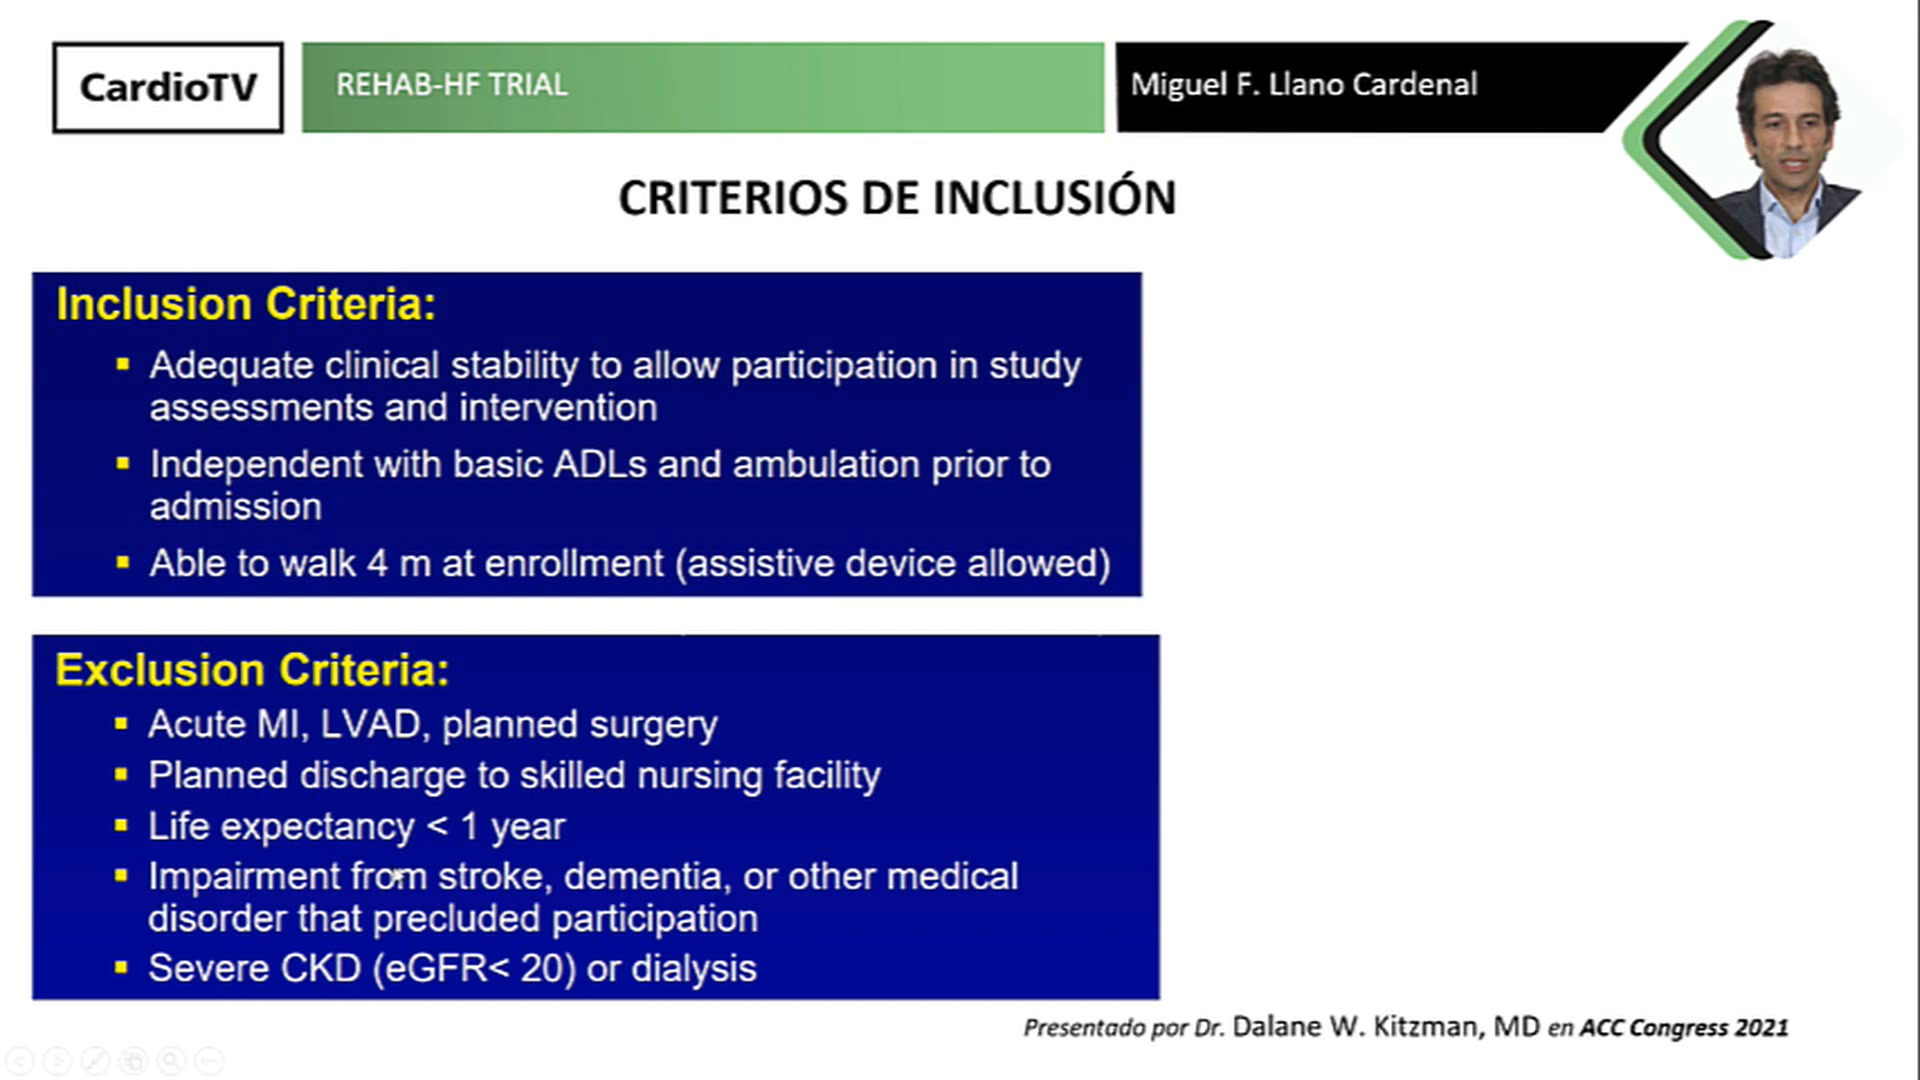 CardioTV
REHAB-HF TRIAL
Miguel F. Llano Cardenal
CRITERIOS DE INCLUSIÓN
Inclusion Criteria:
Adequate clinical stability to allow participation in study
assessments and intervention
Independent with basic ADLs and ambulation prior to
admission
Able to walk 4 m at enrollment (assistive device allowed)
Exclusion Criteria:
Acute MI, LVAD, planned surgery
Planned discharge to skilled nursing facility
Life expectancy < 1 year
Impairment from stroke, dementia, or other medical
disorder that precluded participation
Severe CKD (eGFR< 20) or dialysis
Presentado por Dr. Dalane W. Kitzman, MD en ACC Congress 2021